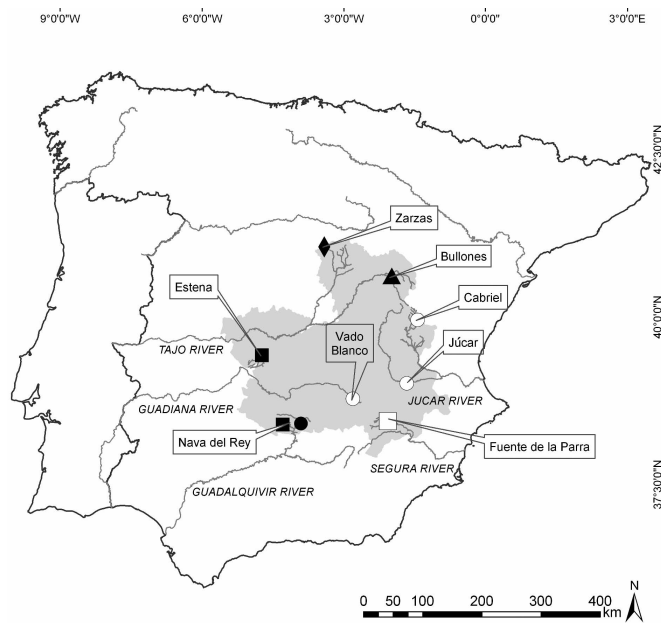 9°0'0"W 6°0'0"W 3°0'0"W 0°0'0" 3°0'0"E
42°30'0"N
Zarzas
Bullones
Estena
Cabriel
40°0'0"N
Vado
Blanco
Júcar
TAJO RIVER
GUADIANA RIVER
JUCAR RIVER
Nava del Rey
Fuente de la Parra
SEGURA RIVER
37°30'0"N
GUADALQUIVIR RIVER
N
0 50 100 200 300 400
km